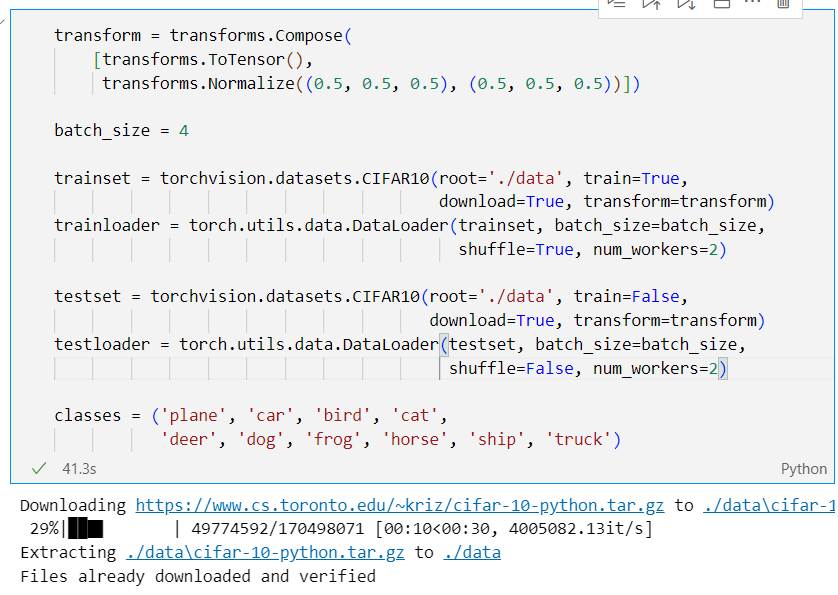 transform = transforms.Compose(
[transforms.ToTensor(),
transforms.Normalize((0.5, 0.5, 0.5), (0.5, 0.5, 0.5))])
batch_size = 4
trainset = torchvision.datasets.CIFAR10(root='./data', train=True,
download=True, transform=transform)
trainloader = torch.utils.data.DataLoader(trainset, batch_size=batch_size,
shuffle=True, num_workers=2)
testset = torchvision.datasets.CIFAR10(root='./data', train=False,
download=True, transform=transform)
testloader = torch.utils.data.DataLoader(testset, batch_size=batch_size,
shuffle=False, num_workers=2)
classes = ('plane', 'car', 'bird', 'cat',
'deer', 'dog', 'frog', 'horse', 'ship', 'truck')
41.3s Python
Downloading https://www.cs.toronto.edu/~kriz/cifar-10-python.tar.gz to ./data\cifar-1
29%|███ | 49774592/170498071 [00:10<00:30, 4005082.13it/s]
Extracting ./data\cifar-10-python.tar.gz to ./data
Files already downloaded and verified